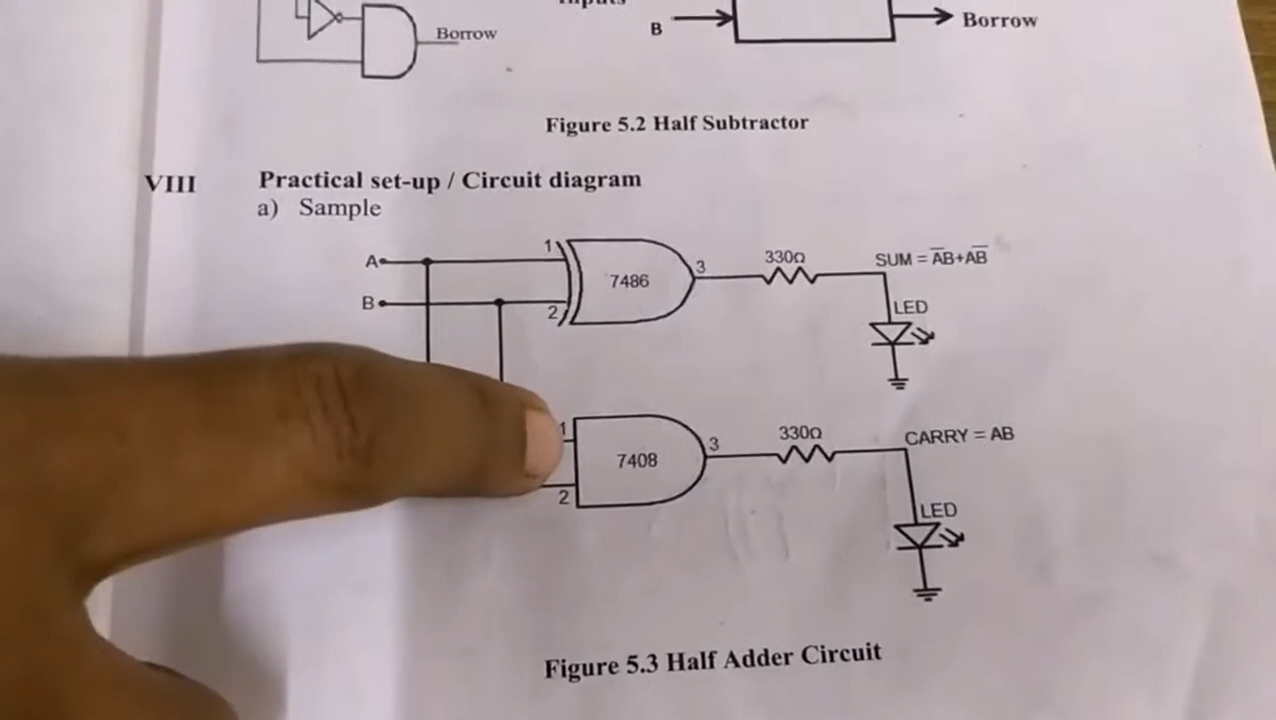 Borrow
B
Borrow
Figure 5.2 Half Subtractor
VIII Practical set-up / Circuit diagram
a) Sample
A
B
1
2
7486
3
330Ω
SUM = A̅B+AB̅
LED
1
2
7408
3
330Ω
CARRY = AB
LED
Figure 5.3 Half Adder Circuit